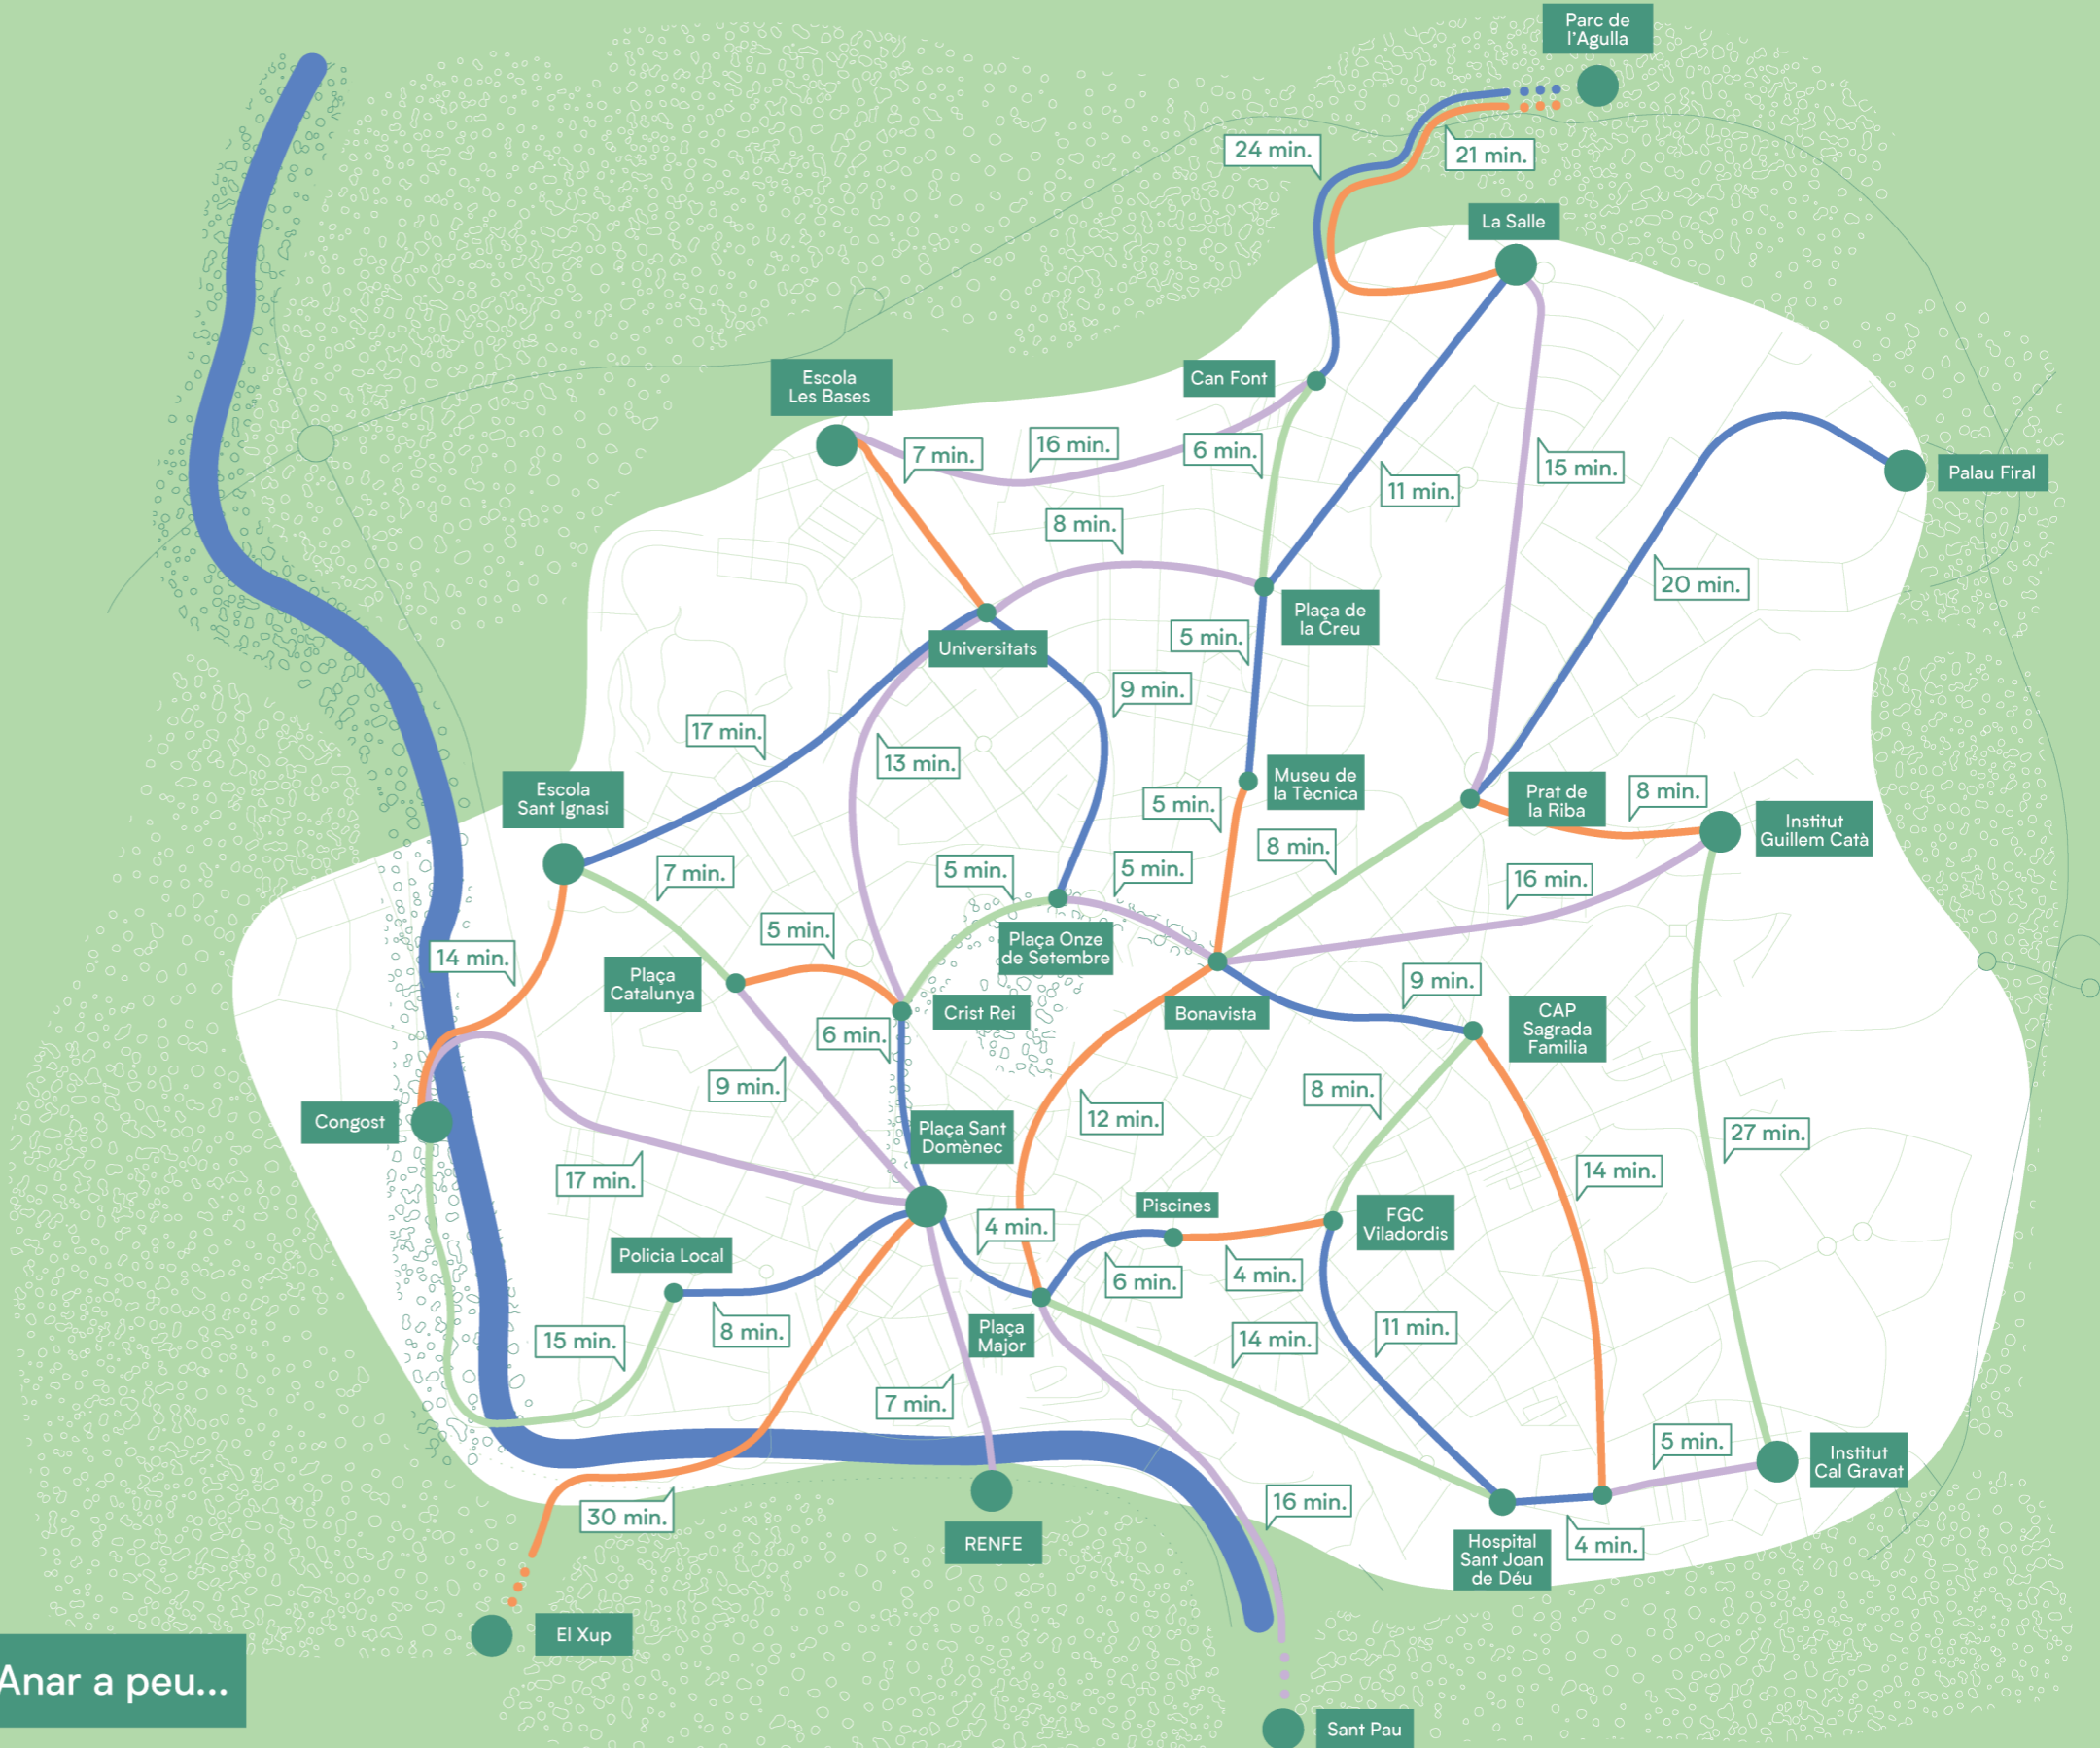 Parc de
l'Agulla
24 min.
21 min.
La Salle
Escola
Les Bases
Can Font
7 min.
16 min.
6 min.
15 min.
Palau Firal
11 min.
8 min.
20 min.
Plaça de
la Creu
5 min.
Universitats
9 min.
17 min.
13 min.
Escola
Sant Ignasi
Museu de
la Tècnica
5 min.
Prat de
la Riba
8 min.
Institut
Guillem Catà
8 min.
7 min.
5 min.
5 min.
16 min.
5 min.
14 min.
Plaça Onze
de Setembre
Plaça
Catalunya
9 min.
Crist Rei
Bonavista
CAP
Sagrada
Familia
6 min.
9 min.
8 min.
Congost
12 min.
Plaça Sant
Domènec
27 min.
17 min.
14 min.
Piscines
4 min.
FGC
Viladordis
Policia Local
6 min.
4 min.
15 min.
8 min.
Plaça
Major
14 min.
11 min.
7 min.
5 min.
Institut
Cal Gravat
16 min.
30 min.
RENFE
Hospital
Sant Joan
de Déu
4 min.
El Xup
Anar a peu...
Sant Pau